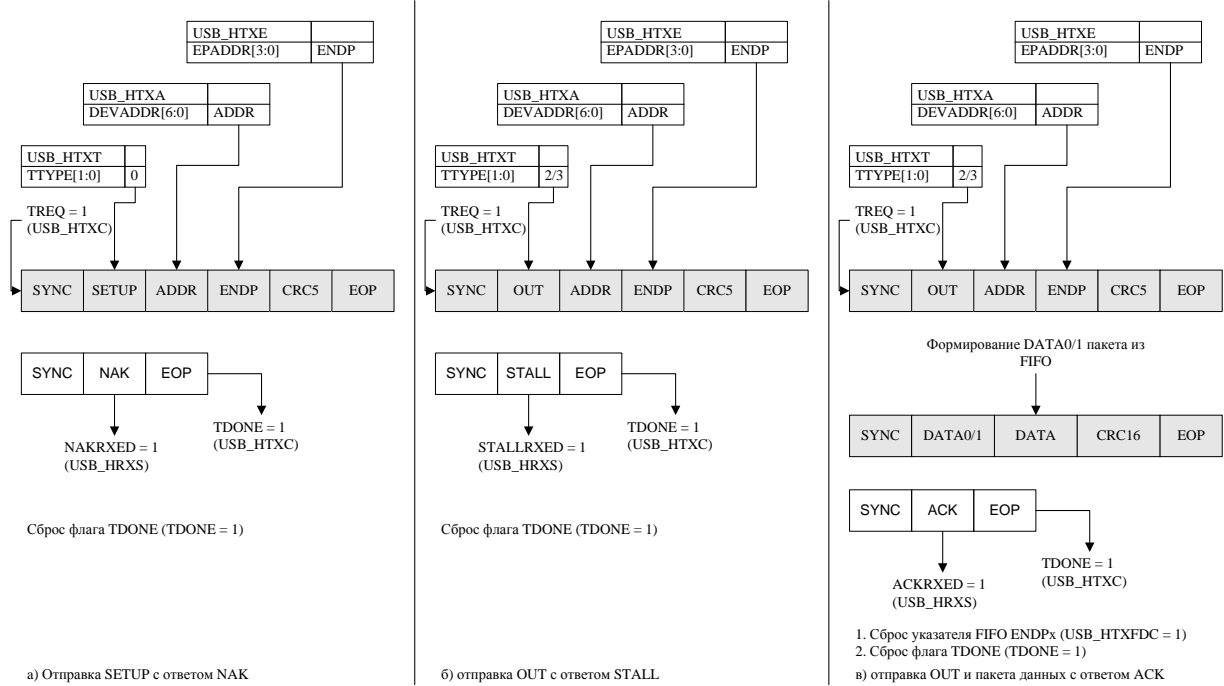 USB_HTXE
EPADDR[3:0] ENDP
USB_HTXA
DEVADDR[6:0] ADDR
USB_HTXT
TTYPE[1:0] 0
TREQ = 1
(USB_HTXC)
SYNC SETUP ADDR ENDP CRC5 EOP
SYNC NAK EOP
NAKRXED = 1
(USB_HRXS)
TDONE = 1
(USB_HTXC)
Сброс флага TDONE (TDONE = 1)
а) Отправка SETUP с ответом NAK
USB_HTXE
EPADDR[3:0] ENDP
USB_HTXA
DEVADDR[6:0] ADDR
USB_HTXT
TTYPE[1:0] 2/3
TREQ = 1
(USB_HTXC)
SYNC OUT ADDR ENDP CRC5 EOP
SYNC STALL EOP
STALLRXED = 1
(USB_HRXS)
TDONE = 1
(USB_HTXC)
Сброс флага TDONE (TDONE = 1)
б) отправка OUT с ответом STALL
USB_HTXE
EPADDR[3:0] ENDP
USB_HTXA
DEVADDR[6:0] ADDR
USB_HTXT
TTYPE[1:0] 2/3
TREQ = 1
(USB_HTXC)
SYNC OUT ADDR ENDP CRC5 EOP
Формирование DATA0/1 пакета из
FIFO
SYNC DATA0/1 DATA CRC16 EOP
SYNC ACK EOP
ACKRXED = 1
(USB_HRXS)
TDONE = 1
(USB_HTXC)
1. Сброс указателя FIFO ENDPx (USB_HTXFDC = 1)
2. Сброс флага TDONE (TDONE = 1)
в) отправка OUT и пакета данных с ответом ACK